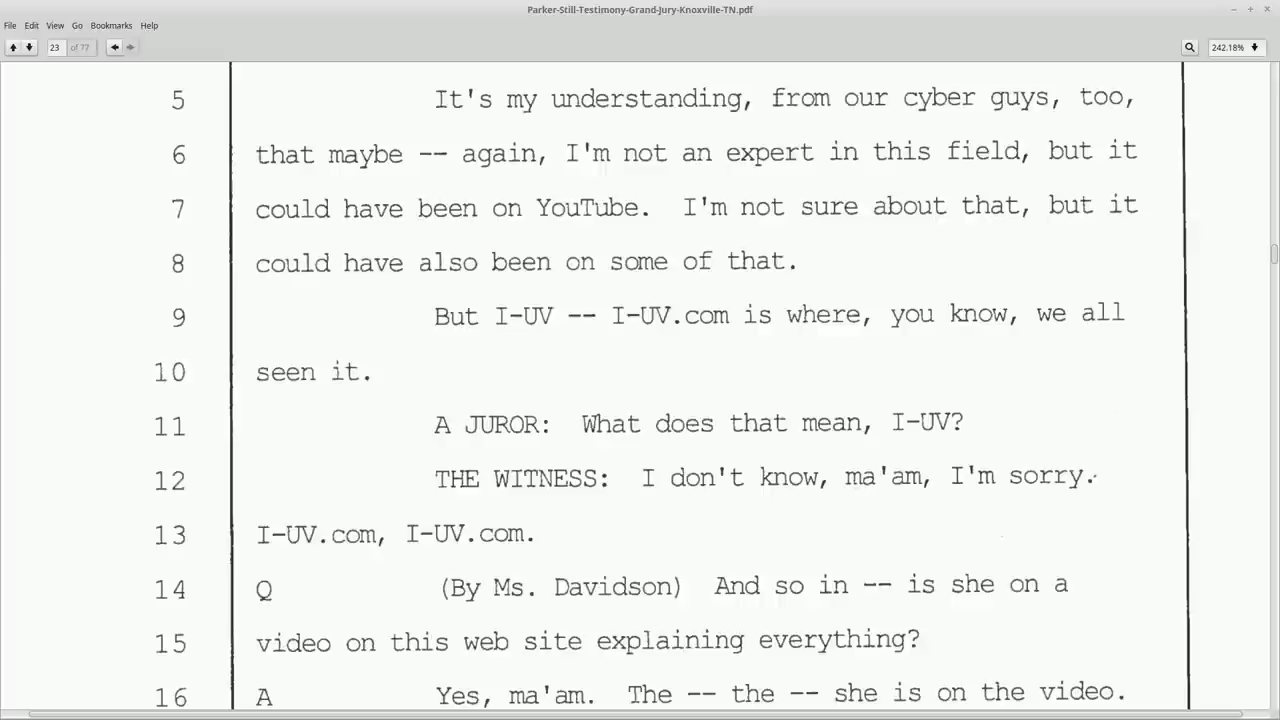 Parker-Still-Testimony-Grand-Jury-Knoxville-TN.pdf
File Edit View Go Bookmarks Help
23 of 77
242.18%
5 It's my understanding, from our cyber guys, too,
6 that maybe -- again, I'm not an expert in this field, but it
7 could have been on YouTube. I'm not sure about that, but it
8 could have also been on some of that.
9 But I-UV -- I-UV.com is where, you know, we all
10 seen it.
11 A JUROR: What does that mean, I-UV?
12 THE WITNESS: I don't know, ma'am, I'm sorry.
13 I-UV.com, I-UV.com.
14 Q (By Ms. Davidson) And so in -- is she on a
15 video on this web site explaining everything?
16 A Yes, ma'am. The -- the -- she is on the video.